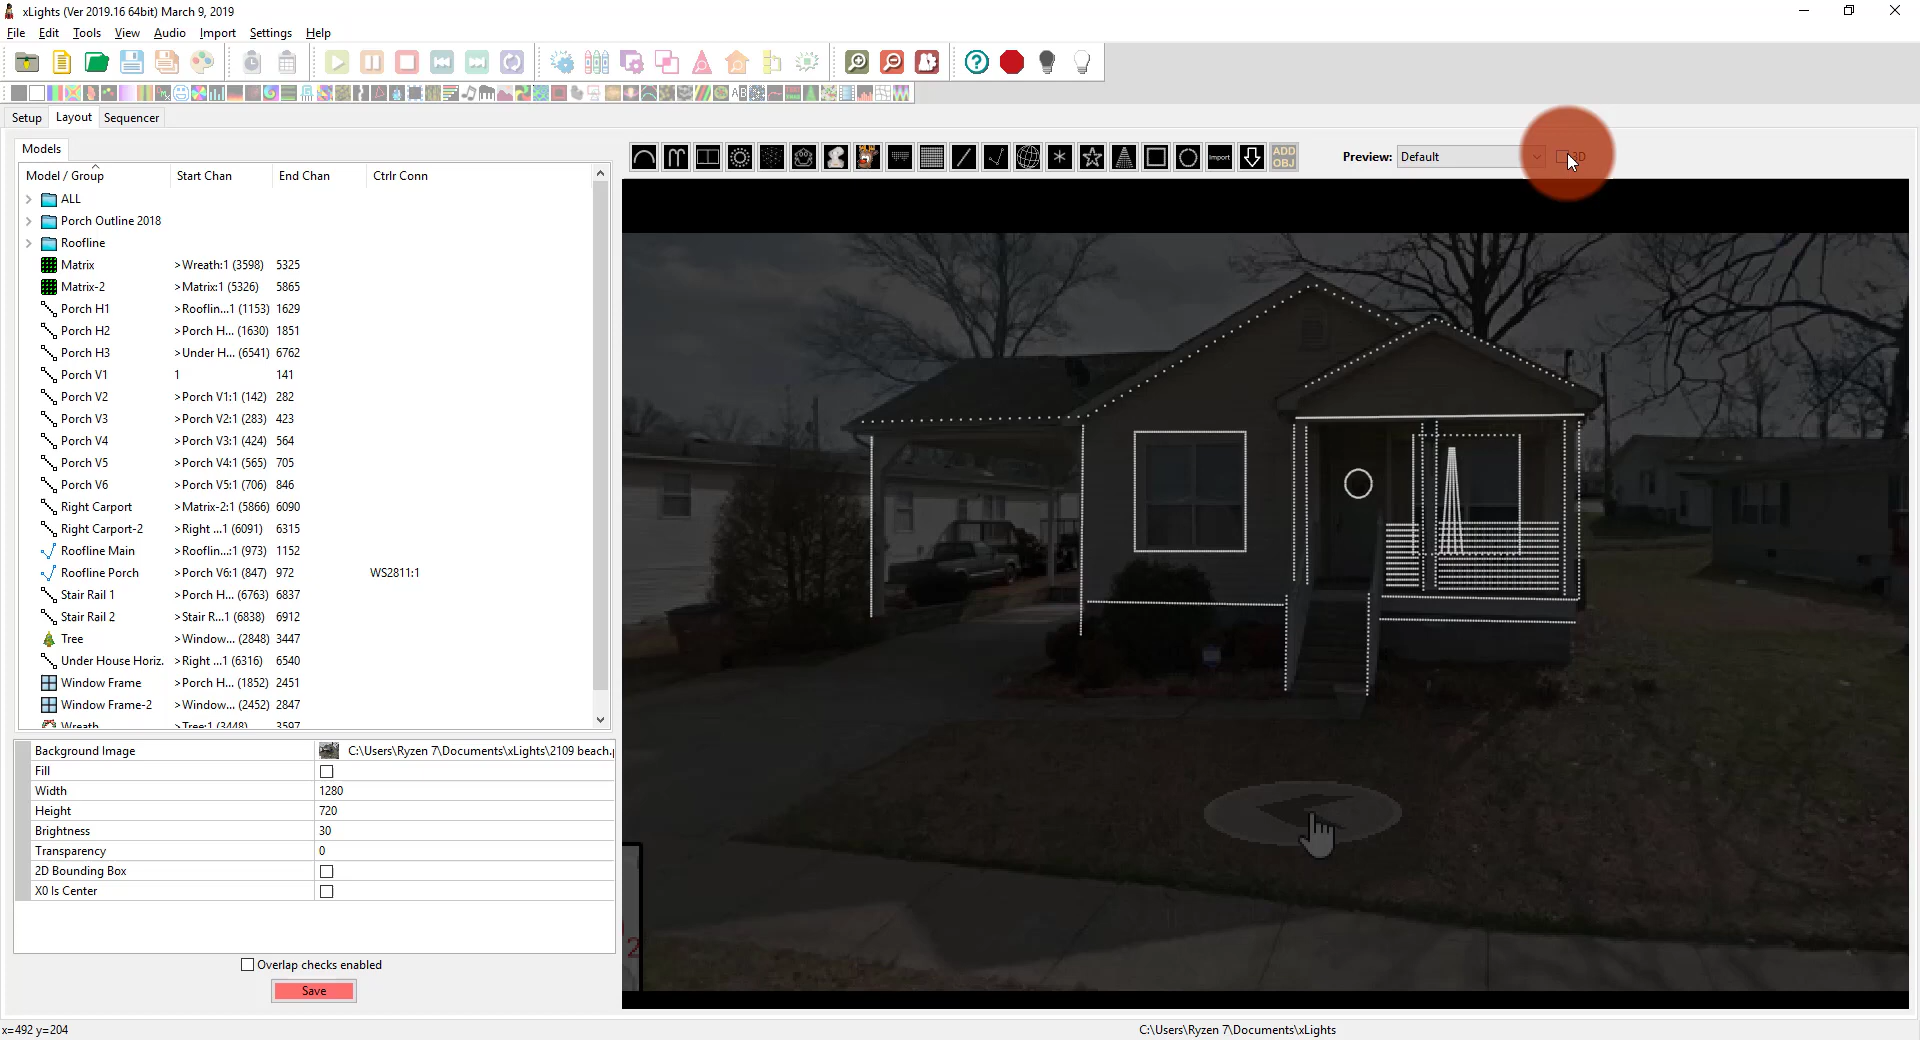 xLights (Ver 2019.16 64bit) March 9, 2019
File Edit Tools View Audio Import Settings Help
Setup Layout Sequencer
Models
Import ADD OBJ Preview: Default 3D
Model / Group Start Chan End Chan Ctrlr Conn
ALL
Porch Outline 2018
Roofline
Matrix >Wreath:1 (3598) 5325
Matrix-2 >Matrix:1 (5326) 5865
Porch H1 >Rooflin...1 (1153) 1629
Porch H2 >Porch H... (1630) 1851
Porch H3 >Under H... (6541) 6762
Porch V1 1 141
Porch V2 >Porch V1:1 (142) 282
Porch V3 >Porch V2:1 (283) 423
Porch V4 >Porch V3:1 (424) 564
Porch V5 >Porch V4:1 (565) 705
Porch V6 >Porch V5:1 (706) 846
Right Carport >Matrix-2:1 (5866) 6090
Right Carport-2 >Right ...1 (6091) 6315
Roofline Main >Rooflin...:1 (973) 1152
Roofline Porch >Porch V6:1 (847) 972 WS2811:1
Stair Rail 1 >Porch H... (6763) 6837
Stair Rail 2 >Stair R...1 (6838) 6912
Tree >Window... (2848) 3447
Under House Horiz. >Right ...1 (6316) 6540
Window Frame >Porch H... (1852) 2451
Window Frame-2 >Window... (2452) 2847
Wreath >Tree:1 (3448) 3597
Background Image C:\Users\Ryzen 7\Documents\xLights\2109 beach.
Fill
Width 1280
Height 720
Brightness 30
Transparency 0
2D Bounding Box
X0 Is Center
Overlap checks enabled
Save
2
x=492 y=204 C:\Users\Ryzen 7\Documents\xLights